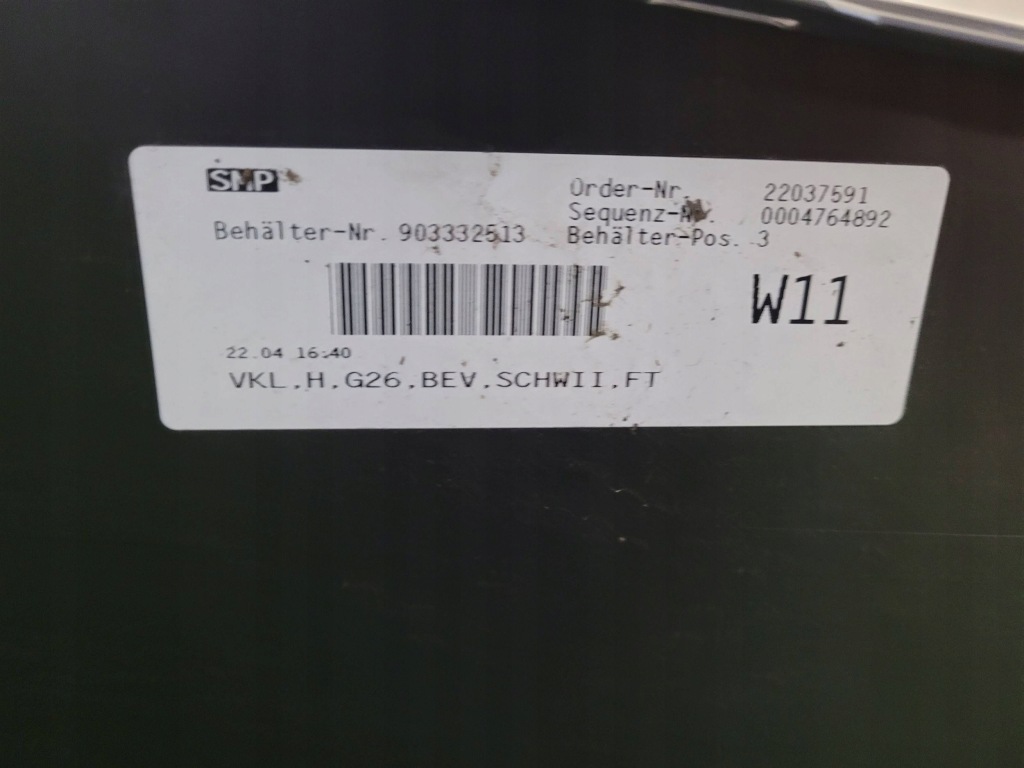 SMP
Order-Nr. 22037591
Sequenz-Nr. 0004764892
Behälter-Nr. 903332513 Behälter-Pos. 3
W11
22.04 16:40
VKL.H.G26.BEV.SCHWII.FT